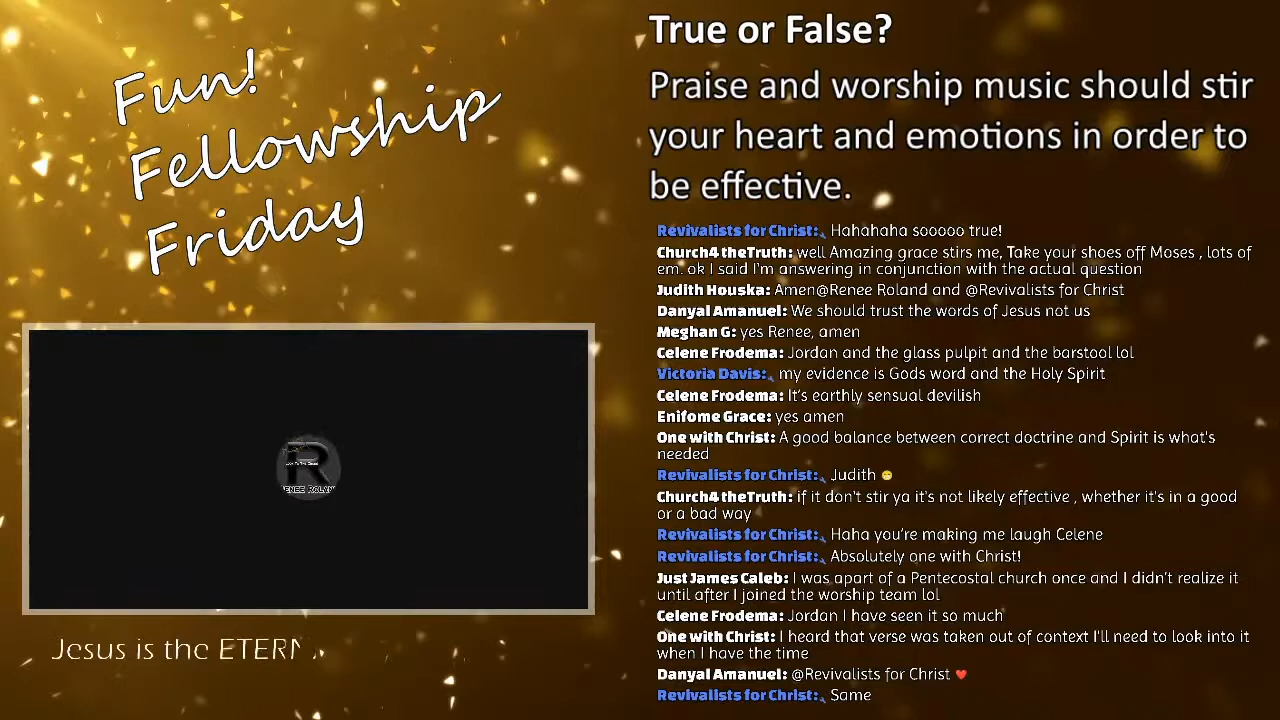 Fun!
Fellowship
Friday
Jesus is the ETERN
True or False?
Praise and worship music should stir
your heart and emotions in order to
be effective.
Revivalists for Christ: Hahahaha sooooo true!
Church4theTruth: well Amazing grace stirs me, Take your shoes off Moses , lots of
em. ok I said I'm answering in conjunction with the actual question
Judith Houska: Amen@Renee Roland and @Revivalists for Christ
Danyal Amanuel: We should trust the words of Jesus not us
Meghan G: yes Renee, amen
Celene Frodema: Jordan and the glass pulpit and the barstool lol
Victoria Davis: my evidence is Gods word and the Holy Spirit
Celene Frodema: It's earthly sensual devilish
Enifome Grace: yes amen
One with Christ: A good balance between correct doctrine and Spirit is what's
needed
Revivalists for Christ: Judith 😁
Church4theTruth: if it don't stir ya it's not likely effective , whether it's in a good
or a bad way
Revivalists for Christ: Haha you're making me laugh Celene
Revivalists for Christ: Absolutely one with Christ!
Just James Caleb: I was apart of a Pentecostal church once and I didn't realize it
until after I joined the worship team lol
Celene Frodema: Jordan I have seen it so much
One with Christ: I heard that verse was taken out of context I'll need to look into it
when I have the time
Danyal Amanuel: @Revivalists for Christ ❤️
Revivalists for Christ: Same